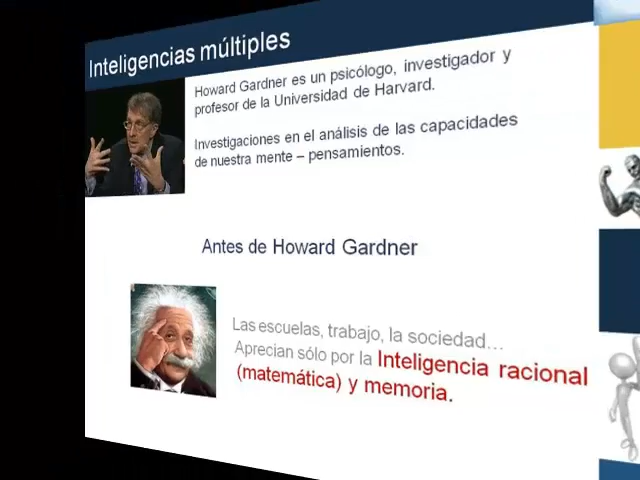 Inteligencias múltiples
Howard Gardner es un psicólogo, investigador y
profesor de la Universidad de Harvard.
Investigaciones en el análisis de las capacidades
de nuestra mente – pensamientos.
Antes de Howard Gardner
Las escuelas, trabajo, la sociedad...
Aprecian sólo por la Inteligencia racional
(matemática) y memoria.